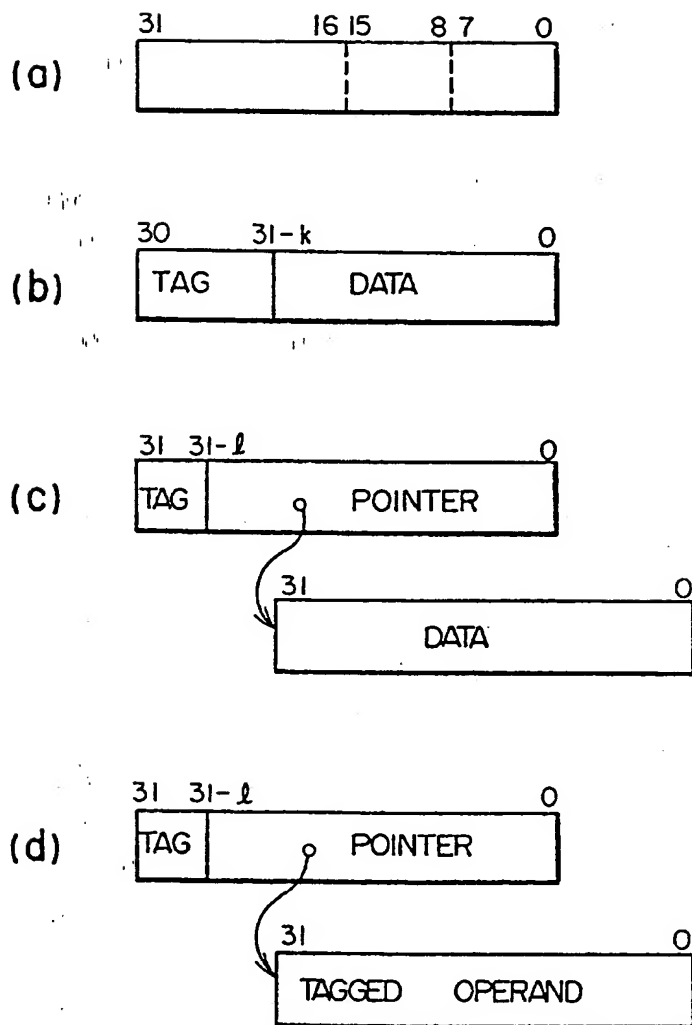 31 16 15 8 7 0
(a)
30 31-k 0
(b) TAG DATA
31 31-ℓ 0
(c) TAG POINTER
31 0
DATA
31 31-ℓ 0
(d) TAG POINTER
31 0
TAGGED OPERAND